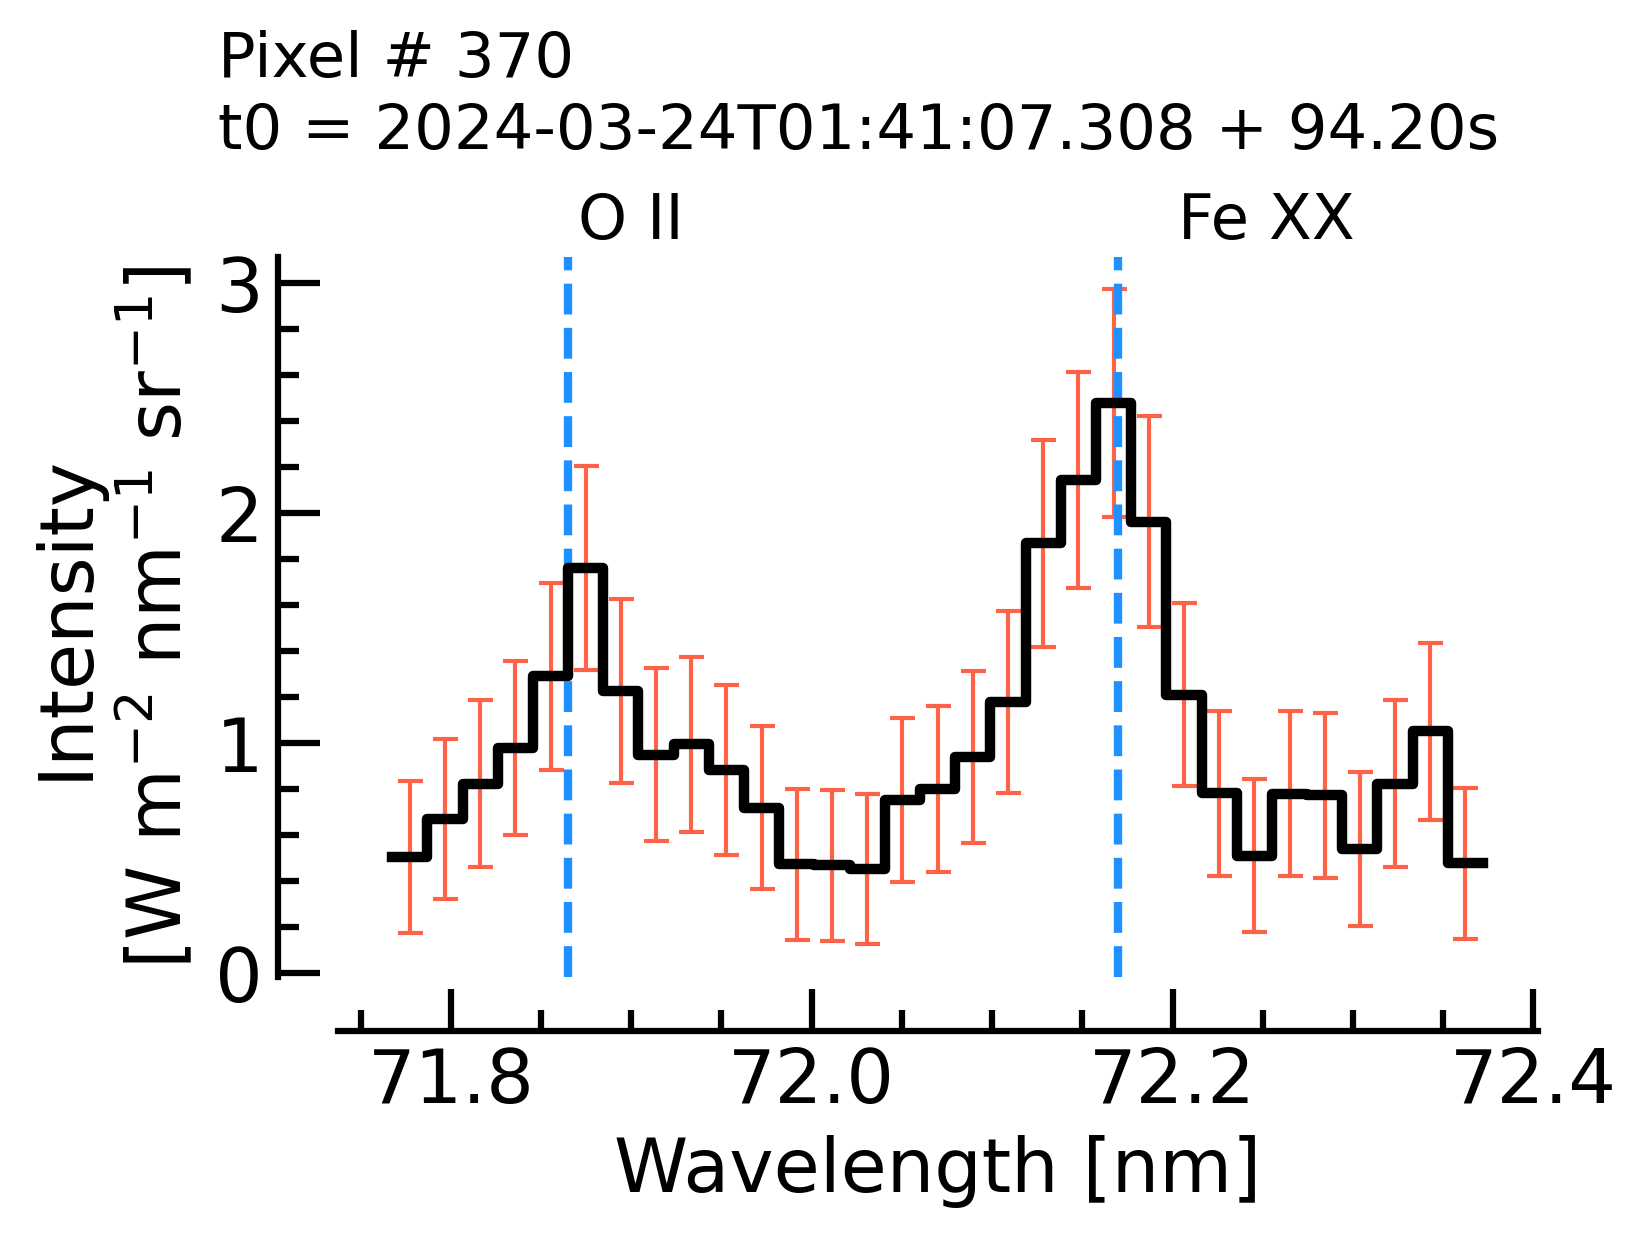 Pixel # 370
t0 = 2024-03-24T01:41:07.308 + 94.20s
O II
Fe XX
Intensity
[W m⁻² nm⁻¹ sr⁻¹]
3
2
1
0
71.8 72.0 72.2 72.4
Wavelength [nm]